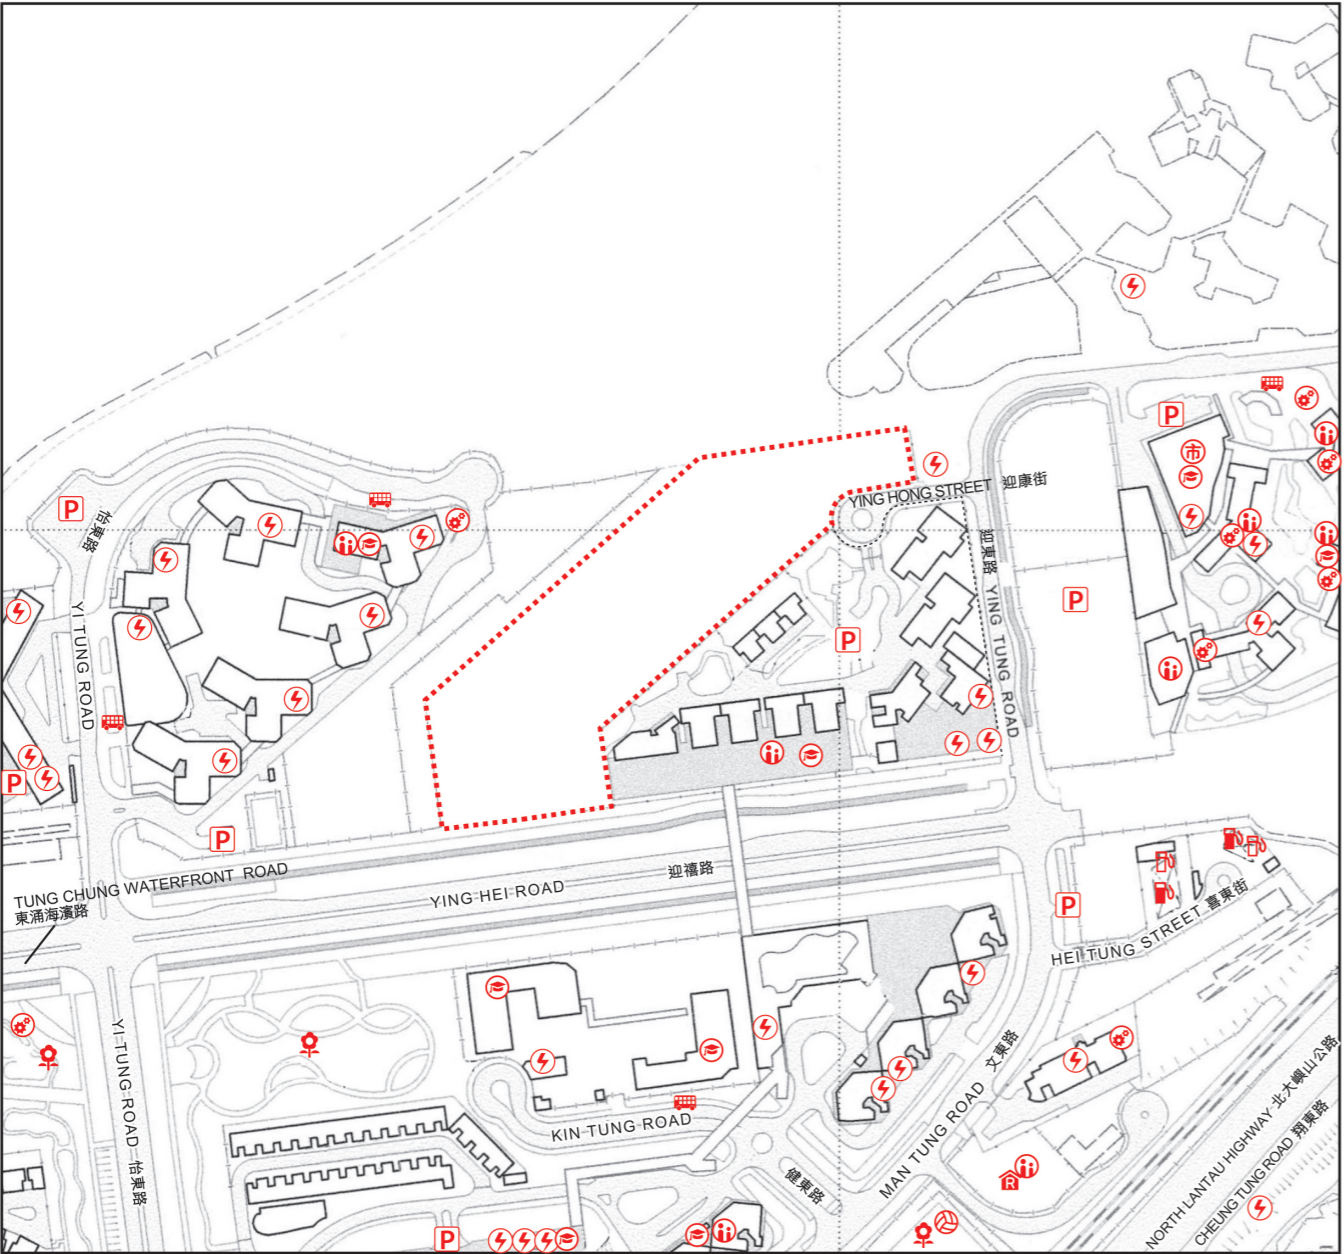 P
市
YING HONG STREET 迎康街
P
怡東路
迎東路 YING TUNG ROAD
P
YI TUNG ROAD
P
P
P
TUNG CHUNG WATERFRONT ROAD
東涌海濱路
YING HEI ROAD
迎禧路
P
HEI TUNG STREET 喜東街
YI TUNG ROAD 怡東路
KIN TUNG ROAD
健東路
MAN TUNG ROAD 文東路
R
NORTH LANTAU HIGHWAY 北大嶼山公路
CHEUNG TUNG ROAD 翔東路
P